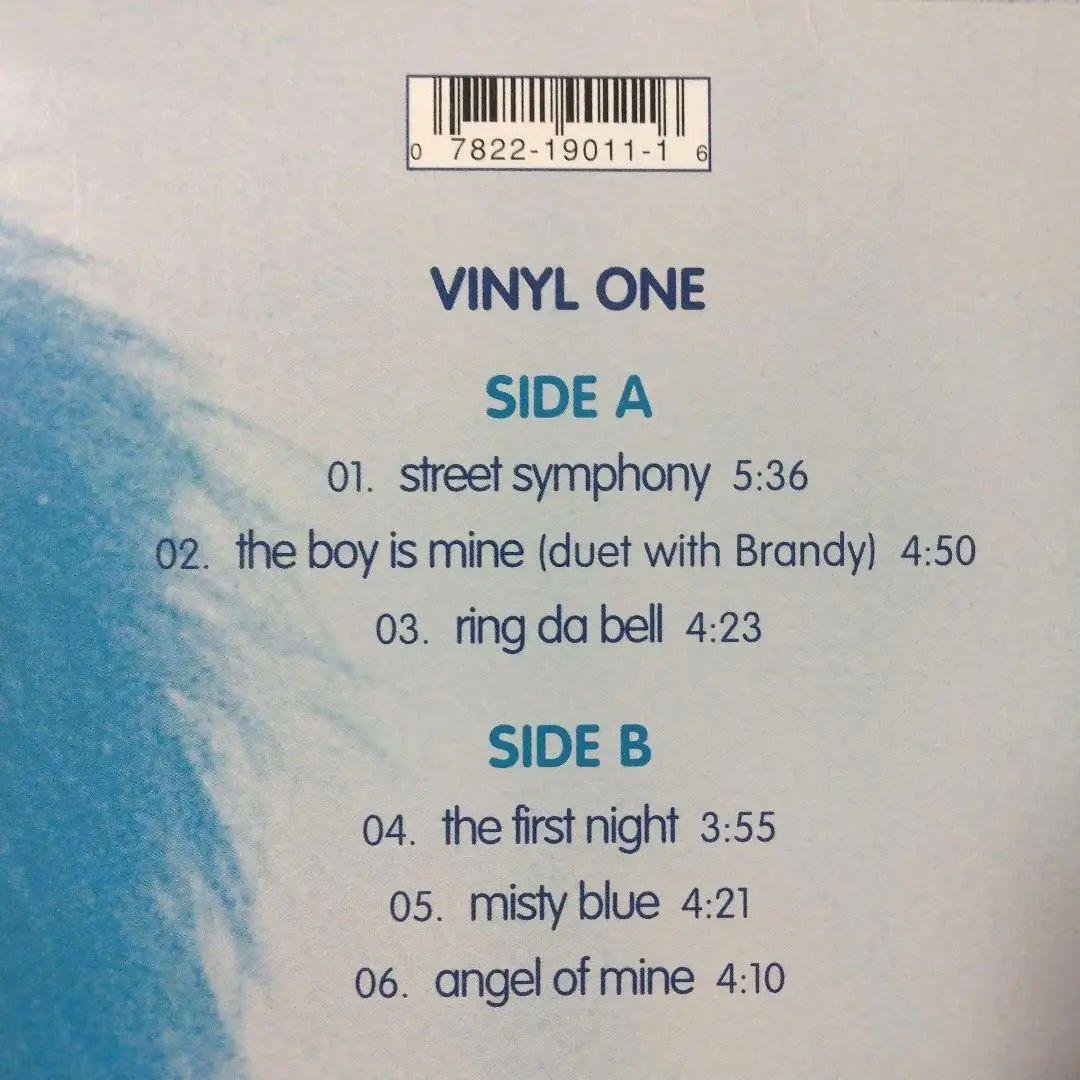 0 7822-19011-1 6
VINYL ONE
SIDE A
01. street symphony 5:36
02. the boy is mine (duet with Brandy) 4:50
03. ring da bell 4:23
SIDE B
04. the first night 3:55
05. misty blue 4:21
06. angel of mine 4:10